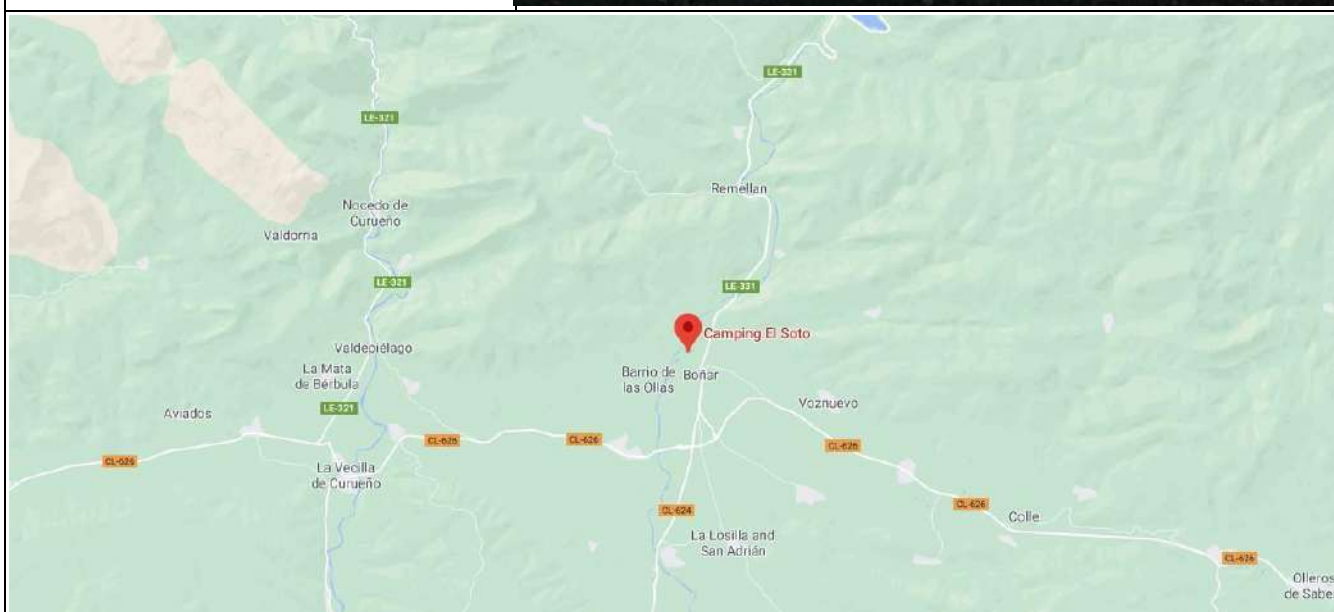 LE-331
LE-321
Remellan
Nocedo de
Curueño
Valdorria
LE-321
LE-331
Camping El Soto
Valdepiélago
La Mata
de Bérbula
Barrio de
las Ollas
Boñar
Aviados
LE-321
Voznuevo
CL-626
CL-626
CL-626
CL-626
La Vecilla
de Curueño
CL-626
CL-624
Colle
La Losilla and
San Adrián
CL-626
Olleros
de Sabe